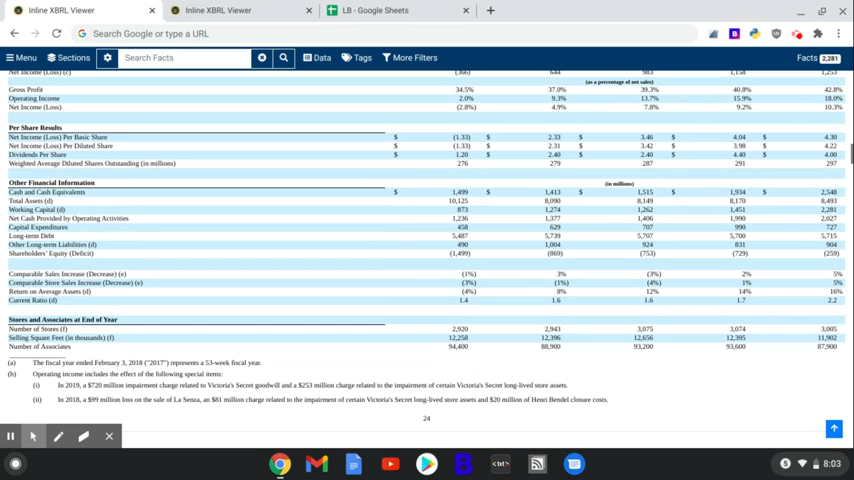 Inline XBRL Viewer
Inline XBRL Viewer
LB - Google Sheets
Search Google or type a URL
Menu Sections Search Facts Data Tags More Filters Facts 2,281
Net Income (Loss) (c) (366) 644 983 1,158 1,253
(as a percentage of net sales)
Gross Profit 34.5% 37.0% 39.3% 40.8% 42.8%
Operating Income 2.0% 9.3% 13.7% 15.9% 18.0%
Net Income (Loss) (2.8%) 4.9% 7.8% 9.2% 10.3%
Per Share Results
Net Income (Loss) Per Basic Share $ (1.33) $ 2.33 $ 3.46 $ 4.04 $ 4.30
Net Income (Loss) Per Diluted Share $ (1.33) $ 2.31 $ 3.42 $ 3.98 $ 4.22
Dividends Per Share $ 1.20 $ 2.40 $ 2.40 $ 4.40 $ 4.00
Weighted Average Diluted Shares Outstanding (in millions) 276 279 287 291 297
Other Financial Information (in millions)
Cash and Cash Equivalents $ 1,499 $ 1,413 $ 1,515 $ 1,934 $ 2,548
Total Assets (d) 10,125 8,090 8,149 8,170 8,493
Working Capital (d) 873 1,274 1,262 1,451 2,281
Net Cash Provided by Operating Activities 1,236 1,377 1,406 1,990 2,027
Capital Expenditures 458 629 707 990 727
Long-term Debt 5,487 5,739 5,707 5,700 5,715
Other Long-term Liabilities (d) 490 1,004 924 831 904
Shareholders' Equity (Deficit) (1,499) (869) (753) (729) (259)
Comparable Sales Increase (Decrease) (e) (1%) 3% (3%) 2% 5%
Comparable Store Sales Increase (Decrease) (e) (3%) (1%) (4%) 1% 5%
Return on Average Assets (d) (4%) 8% 12% 14% 16%
Current Ratio (d) 1.4 1.6 1.6 1.7 2.2
Stores and Associates at End of Year
Number of Stores (f) 2,920 2,943 3,075 3,074 3,005
Selling Square Feet (in thousands) (f) 12,258 12,396 12,656 12,395 11,902
Number of Associates 94,400 88,900 93,200 93,600 87,900
(a) The fiscal year ended February 3, 2018 ("2017") represents a 53-week fiscal year.
(b) Operating income includes the effect of the following special items:
(i) In 2019, a $720 million impairment charge related to Victoria's Secret goodwill and a $253 million charge related to the impairment of certain Victoria's Secret long-lived store assets.
(ii) In 2018, a $99 million loss on the sale of La Senza, an $81 million charge related to the impairment of certain Victoria's Secret long-lived store assets and $20 million of Henri Bendel closure costs.
24
<txt>
5 8:03